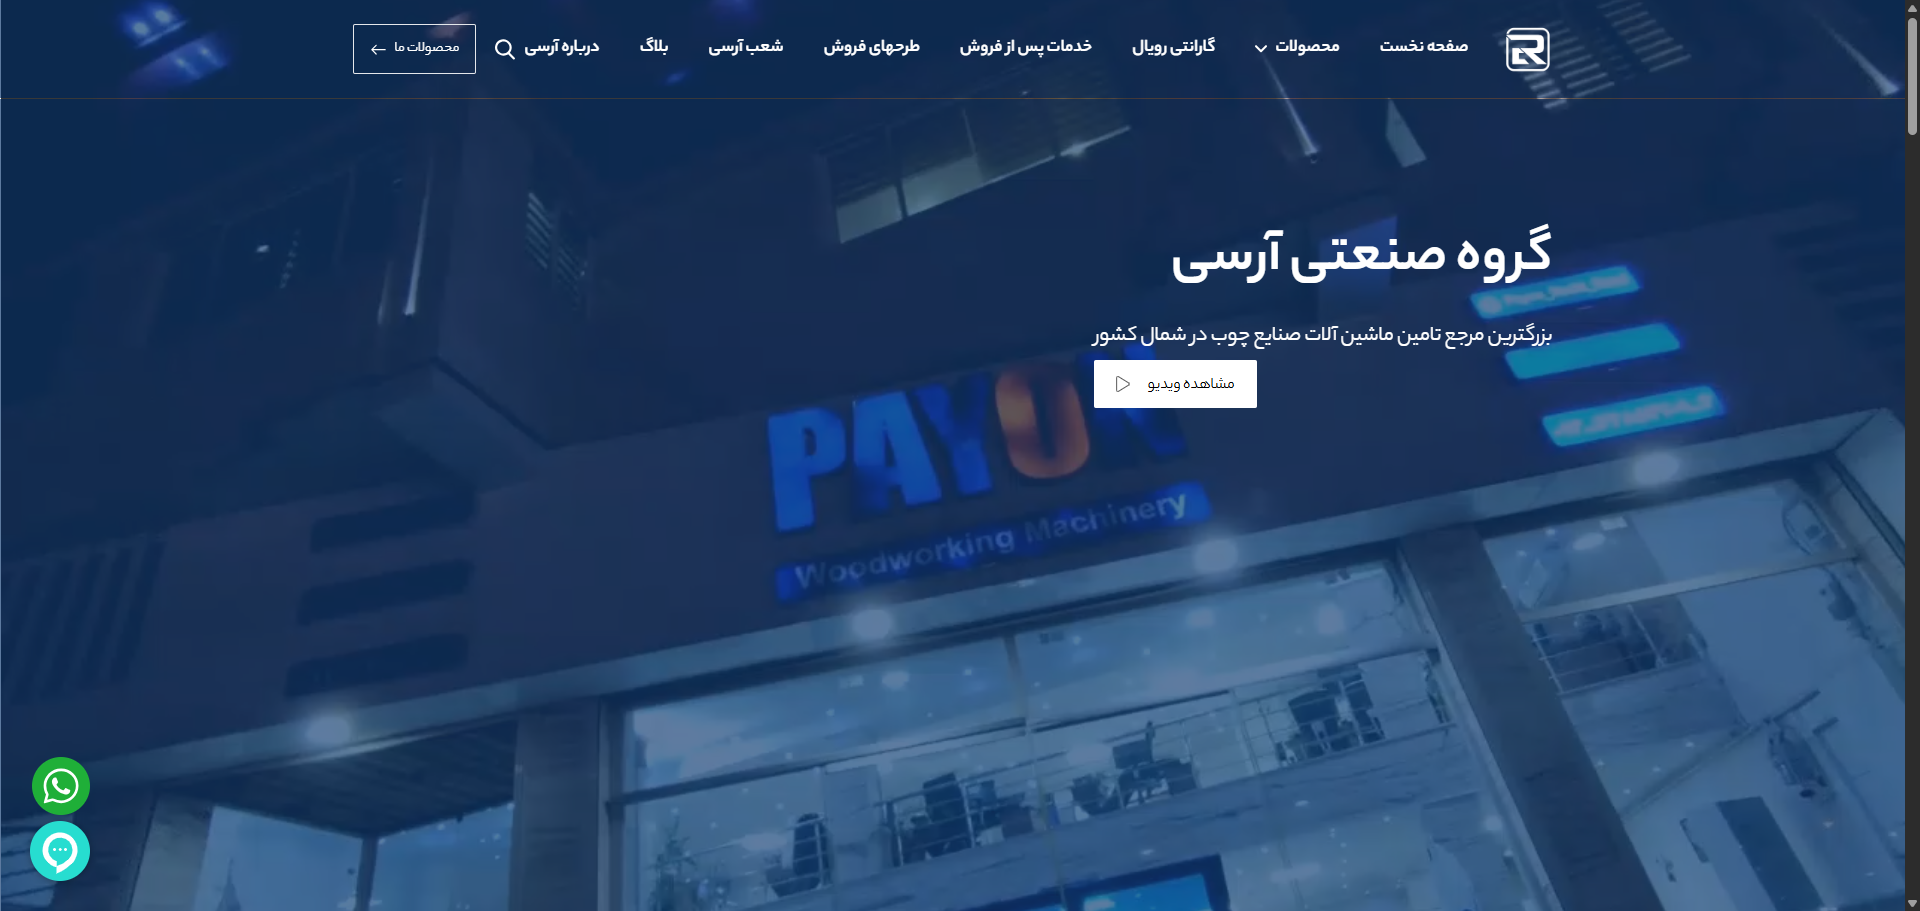 صفحه نخست
محصولات
گارانتی رویال
خدمات پس از فروش
طرحهای فروش
شعب آرسی
بلاگ
درباره آرسی
محصولات ما
گروه صنعتی آرسی
بزرگترین مرجع تامین ماشین آلات صنایع چوب در شمال کشور
مشاهده ویدیو
PAYON
Woodworking Machinery